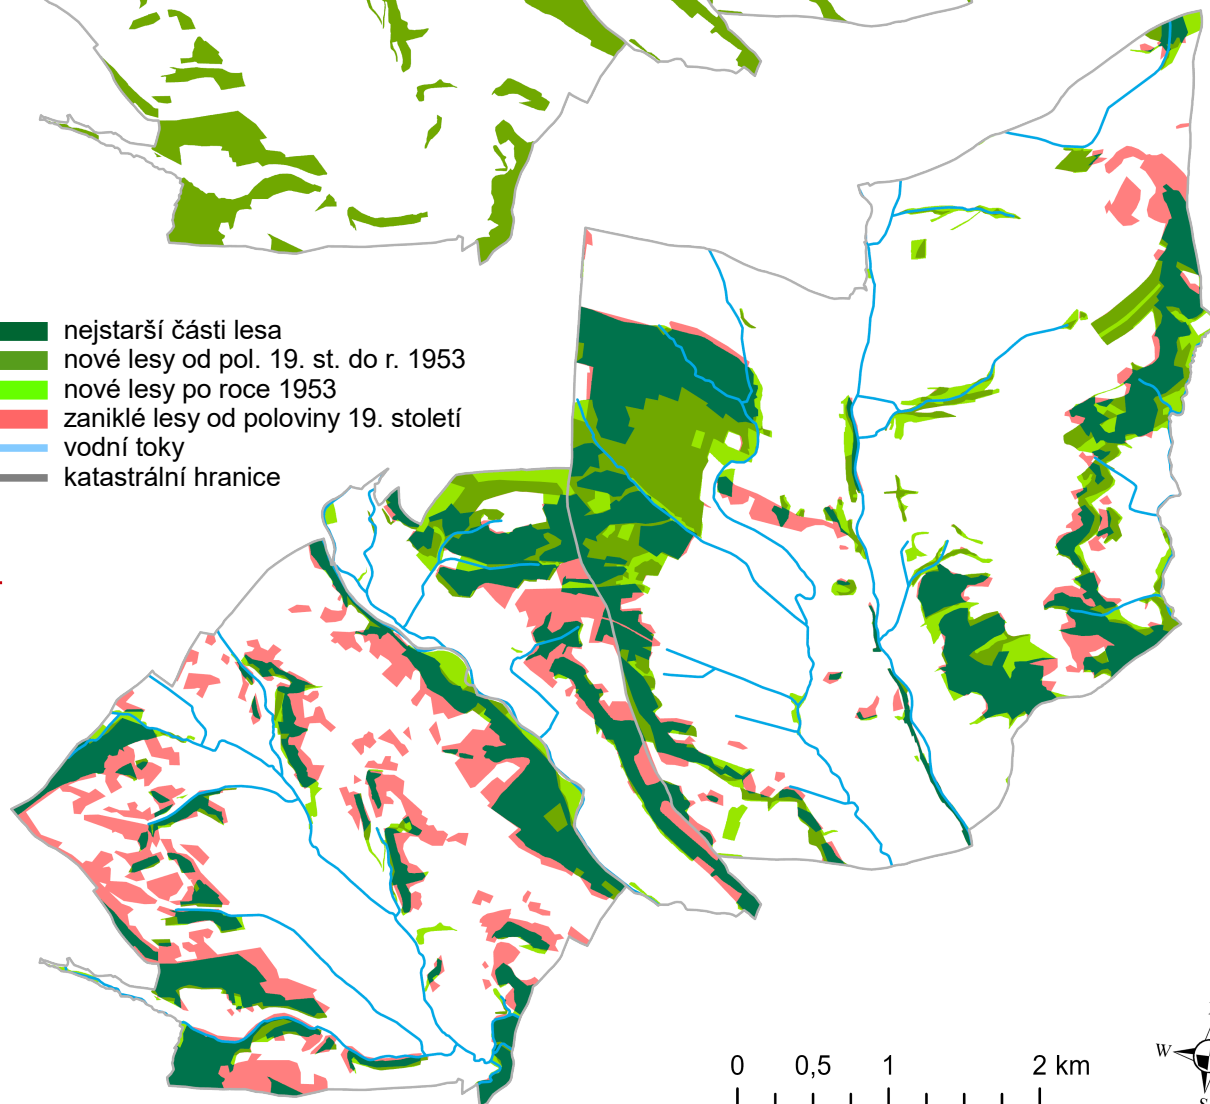 nejstarší části lesa
nové lesy od pol. 19. st. do r. 1953
nové lesy po roce 1953
zaniklé lesy od poloviny 19. století
vodní toky
katastrální hranice
0 0,5 1 2 km
W
S